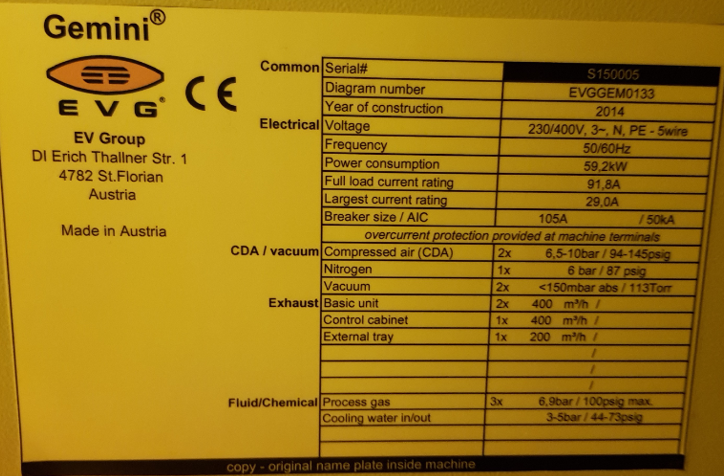 Gemini®
EVG®
CE
EV Group
DI Erich Thallner Str. 1
4782 St.Florian
Austria
Made in Austria
Common Serial# S150005
Diagram number EVGGEM0133
Year of construction 2014
Electrical Voltage 230/400V, 3~, N, PE - 5wire
Frequency 50/60Hz
Power consumption 59,2kW
Full load current rating 91,8A
Largest current rating 29,0A
Breaker size / AIC 105A / 50kA
overcurrent protection provided at machine terminals
CDA / vacuum Compressed air (CDA) 2x 6,5-10bar / 94-145psig
Nitrogen 1x 6 bar / 87 psig
Vacuum 2x <150mbar abs / 113Torr
Exhaust Basic unit 2x 400 m³/h /
Control cabinet 1x 400 m³/h /
External tray 1x 200 m³/h /
/
/
/
Fluid/Chemical Process gas 3x 6,9bar / 100psig max.
Cooling water in/out 3-5bar / 44-73psig
copy - original name plate inside machine